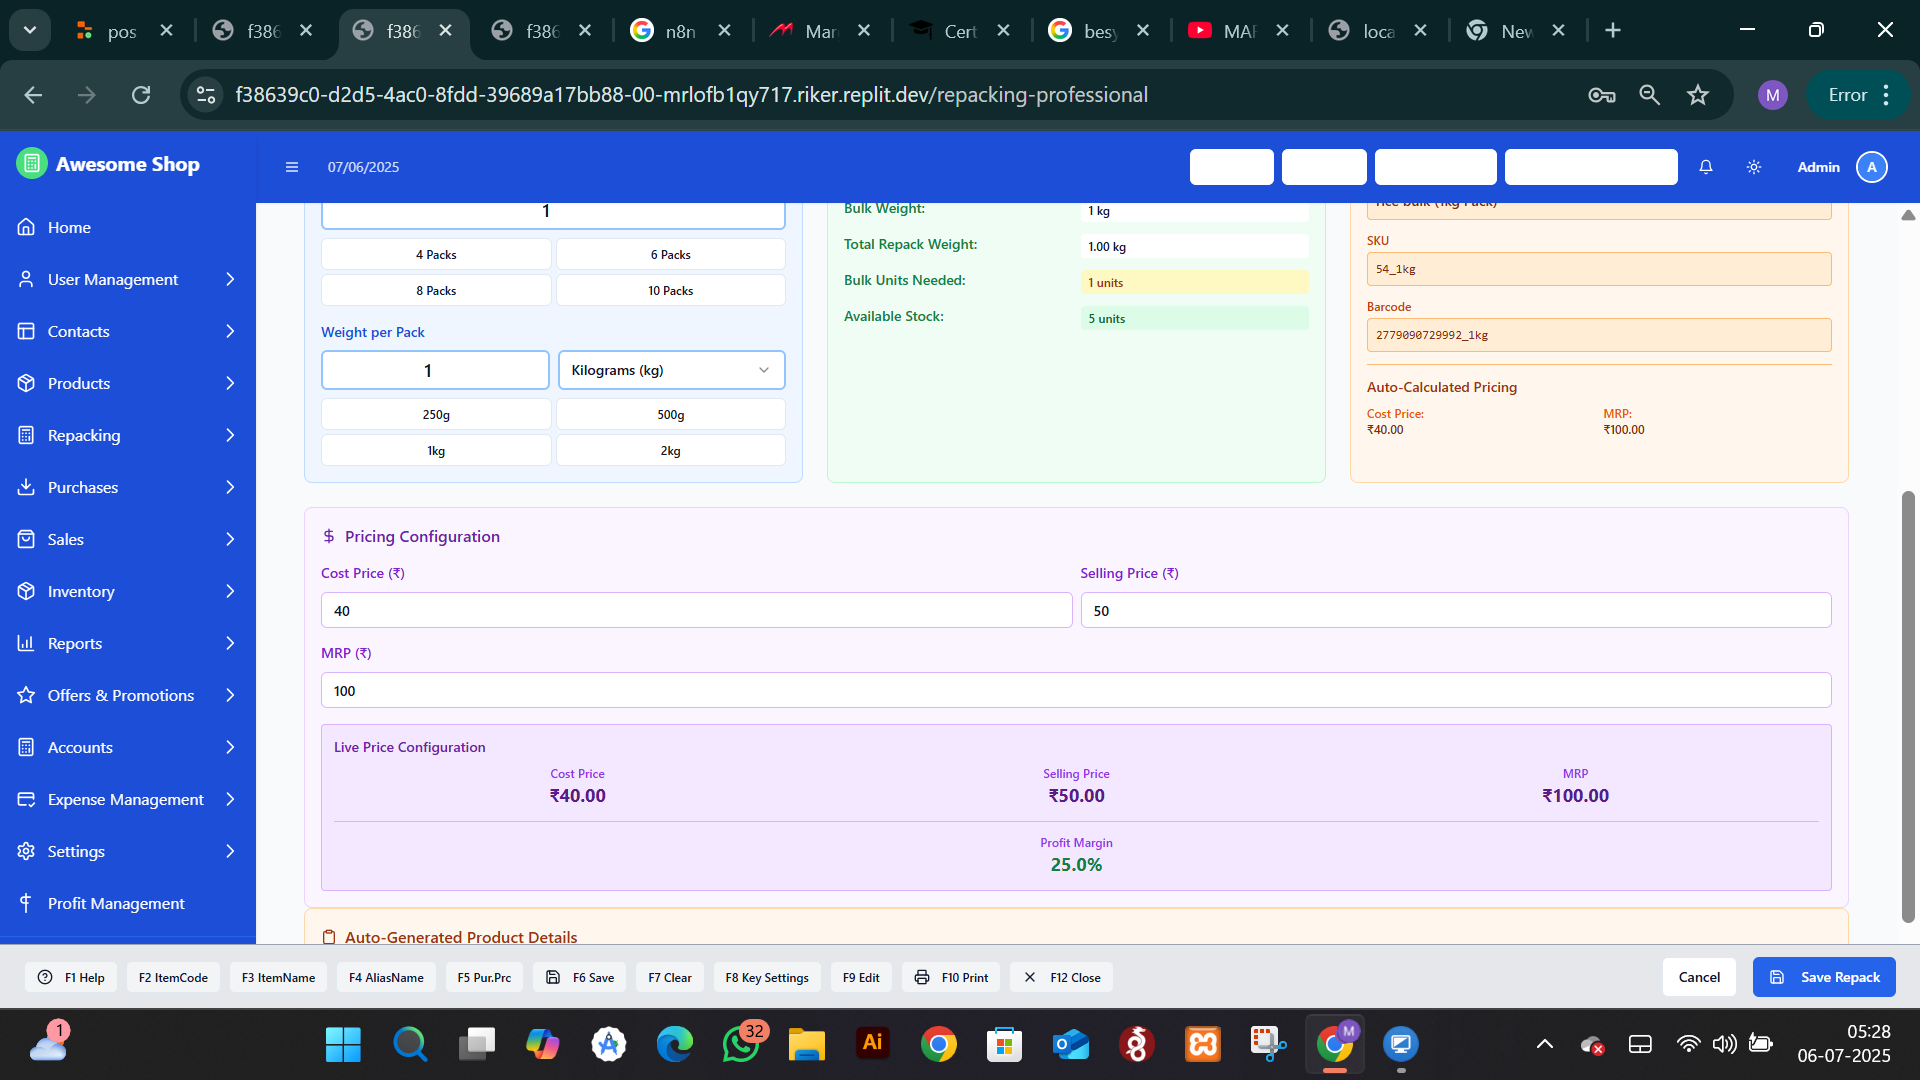 pos
f386
f386
f386
n8n
Mar
Cert
besy
MAR
loca
New
f38639c0-d2d5-4ac0-8fdd-39689a17bb88-00-mrlofb1qy717.riker.replit.dev/repacking-professional
M
Error
Awesome Shop
07/06/2025
Admin
A
Home
User Management
Contacts
Products
Repacking
Purchases
Sales
Inventory
Reports
Offers & Promotions
Accounts
Expense Management
Settings
Profit Management
1
4 Packs
6 Packs
8 Packs
10 Packs
Weight per Pack
1
Kilograms (kg)
250g
500g
1kg
2kg
Bulk Weight:
1 kg
Total Repack Weight:
1.00 kg
Bulk Units Needed:
1 units
Available Stock:
5 units
rice bulk (1kg Pack)
SKU
54_1kg
Barcode
2779090729992_1kg
Auto-Calculated Pricing
Cost Price:
MRP:
₹40.00
₹100.00
$ Pricing Configuration
Cost Price (₹)
Selling Price (₹)
40
50
MRP (₹)
100
Live Price Configuration
Cost Price
Selling Price
MRP
₹40.00
₹50.00
₹100.00
Profit Margin
25.0%
Auto-Generated Product Details
F1 Help
F2 ItemCode
F3 ItemName
F4 AliasName
F5 Pur.Prc
F6 Save
F7 Clear
F8 Key Settings
F9 Edit
F10 Print
F12 Close
Cancel
Save Repack
1
32
Ai
M
05:28
06-07-2025